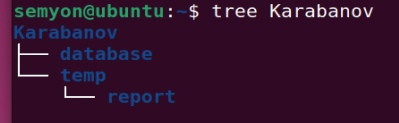 semyon@ubuntu:~$ tree Karabanov
Karabanov
├── database
└── temp
    └── report